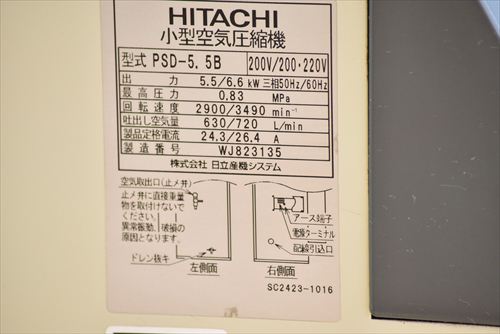 HITACHI
小型空気圧縮機
型式 PSD-5.5B 200V/200・220V
出力 5.5/6.6 kW 三相50Hz/60Hz
最高圧力 0.83 MPa
回転速度 2900/3490 min⁻¹
吐出し空気量 630/720 L/min
製品定格電流 24.3/26.4 A
製造番号 WJ823135
株式会社 日立産機システム
空気取出口(止メ弁)
止メ弁に直接重量
物を取付けないで
ください。
異常振動、破損の
原因となります。
ドレン抜キ
左側面
アース端子
電源ターミナル
配線引込口
右側面
SC2423-1016